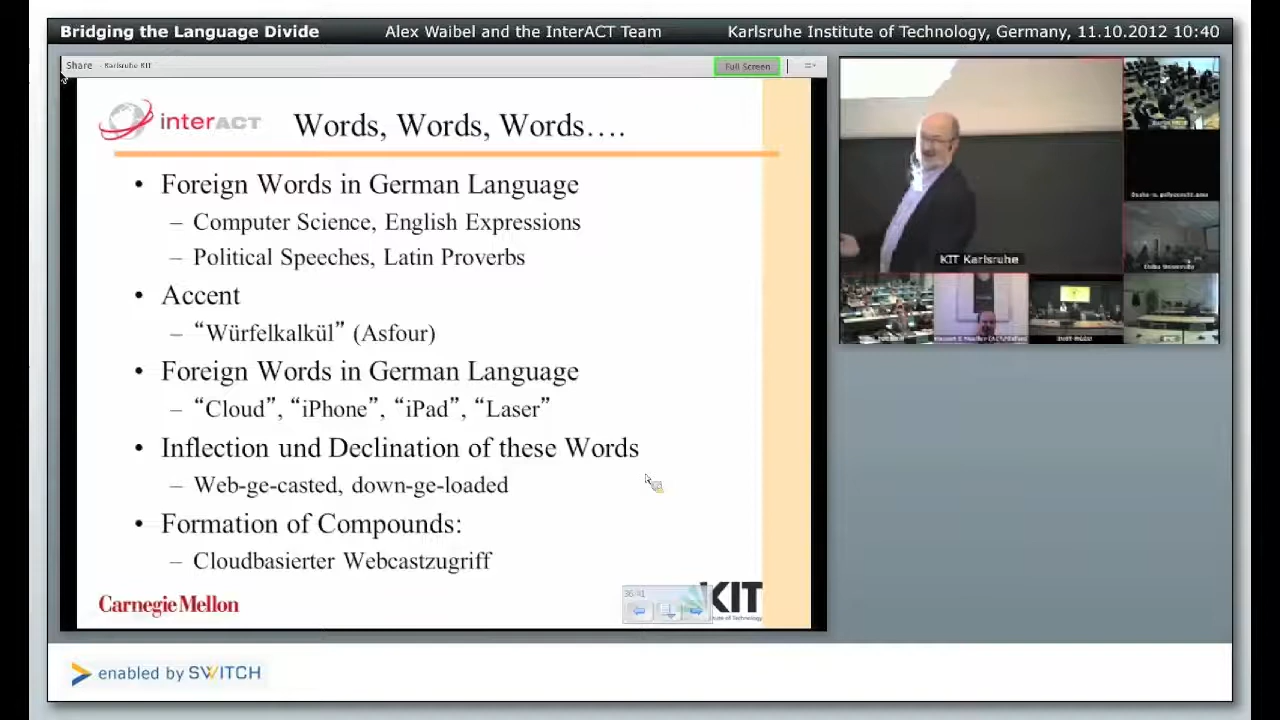 Bridging the Language Divide
Alex Waibel and the InterACT Team
Karlsruhe Institute of Technology, Germany, 11.10.2012 10:40
Share - Karlsruhe KIT
Full Screen
interACT
Words, Words, Words….
• Foreign Words in German Language
– Computer Science, English Expressions
– Political Speeches, Latin Proverbs
• Accent
– “Würfelkalkül” (Asfour)
• Foreign Words in German Language
– “Cloud”, “iPhone”, “iPad”, “Laser”
• Inflection und Declination of these Words
– Web-ge-casted, down-ge-loaded
• Formation of Compounds:
– Cloudbasierter Webcastzugriff
Carnegie Mellon
KIT
KIT Karlsruhe
enabled by SWITCH